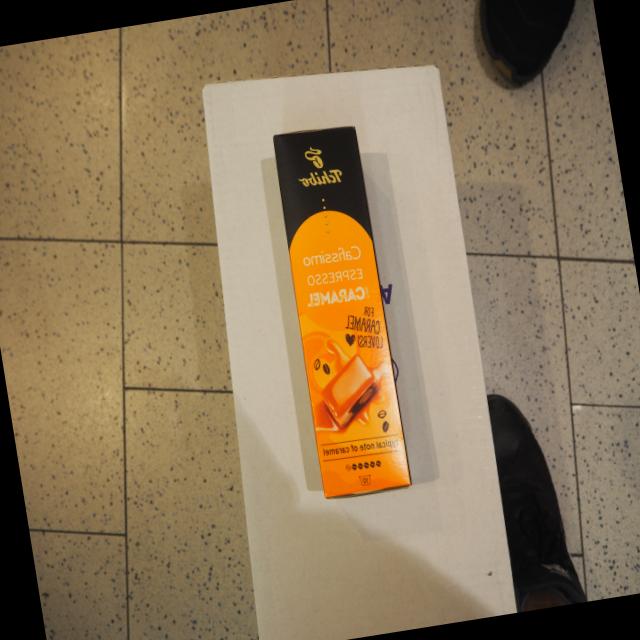 Tchibo
Cafissimo
ESPRESSO
CARAMEL
FOR
CARAMEL
LOVERS
typical note of caramel